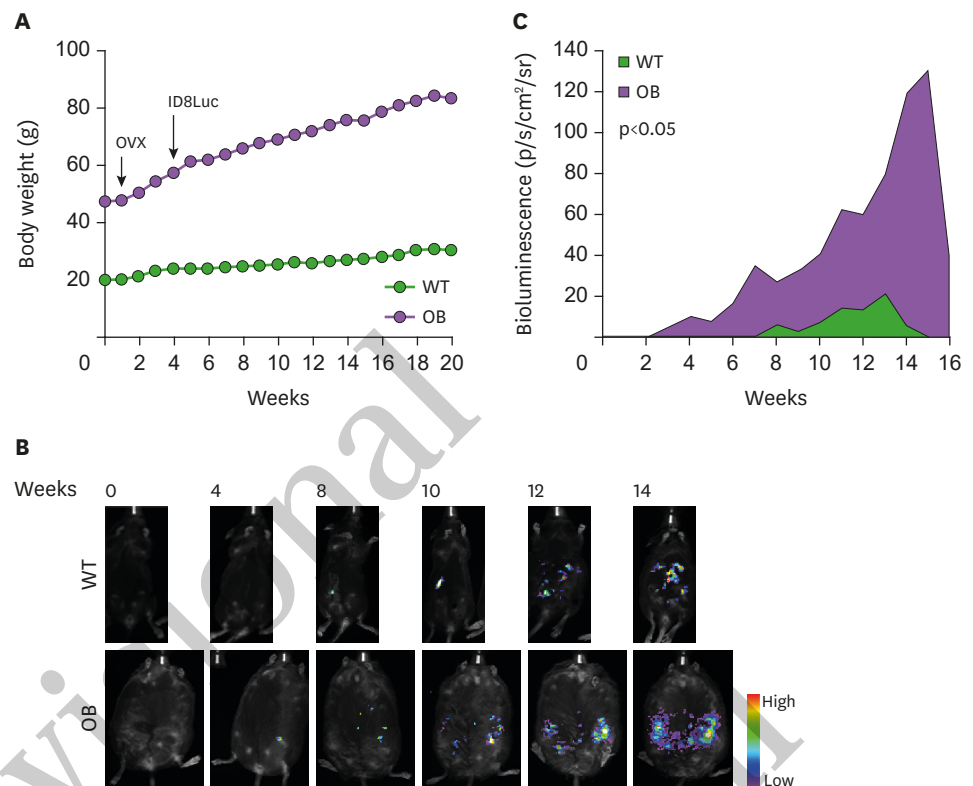 A
Body weight (g)
100
80
60
40
20
0
2
4
6
8
10
12
14
16
18
20
Weeks
OVX
ID8Luc
WT
OB
C
Bioluminescence (p/s/cm²/sr)
140
120
100
80
60
40
20
0
2
4
6
8
10
12
14
16
Weeks
WT
OB
p<0.05
B
Weeks 0 4 8 10 12 14
WT
OB
High
Low